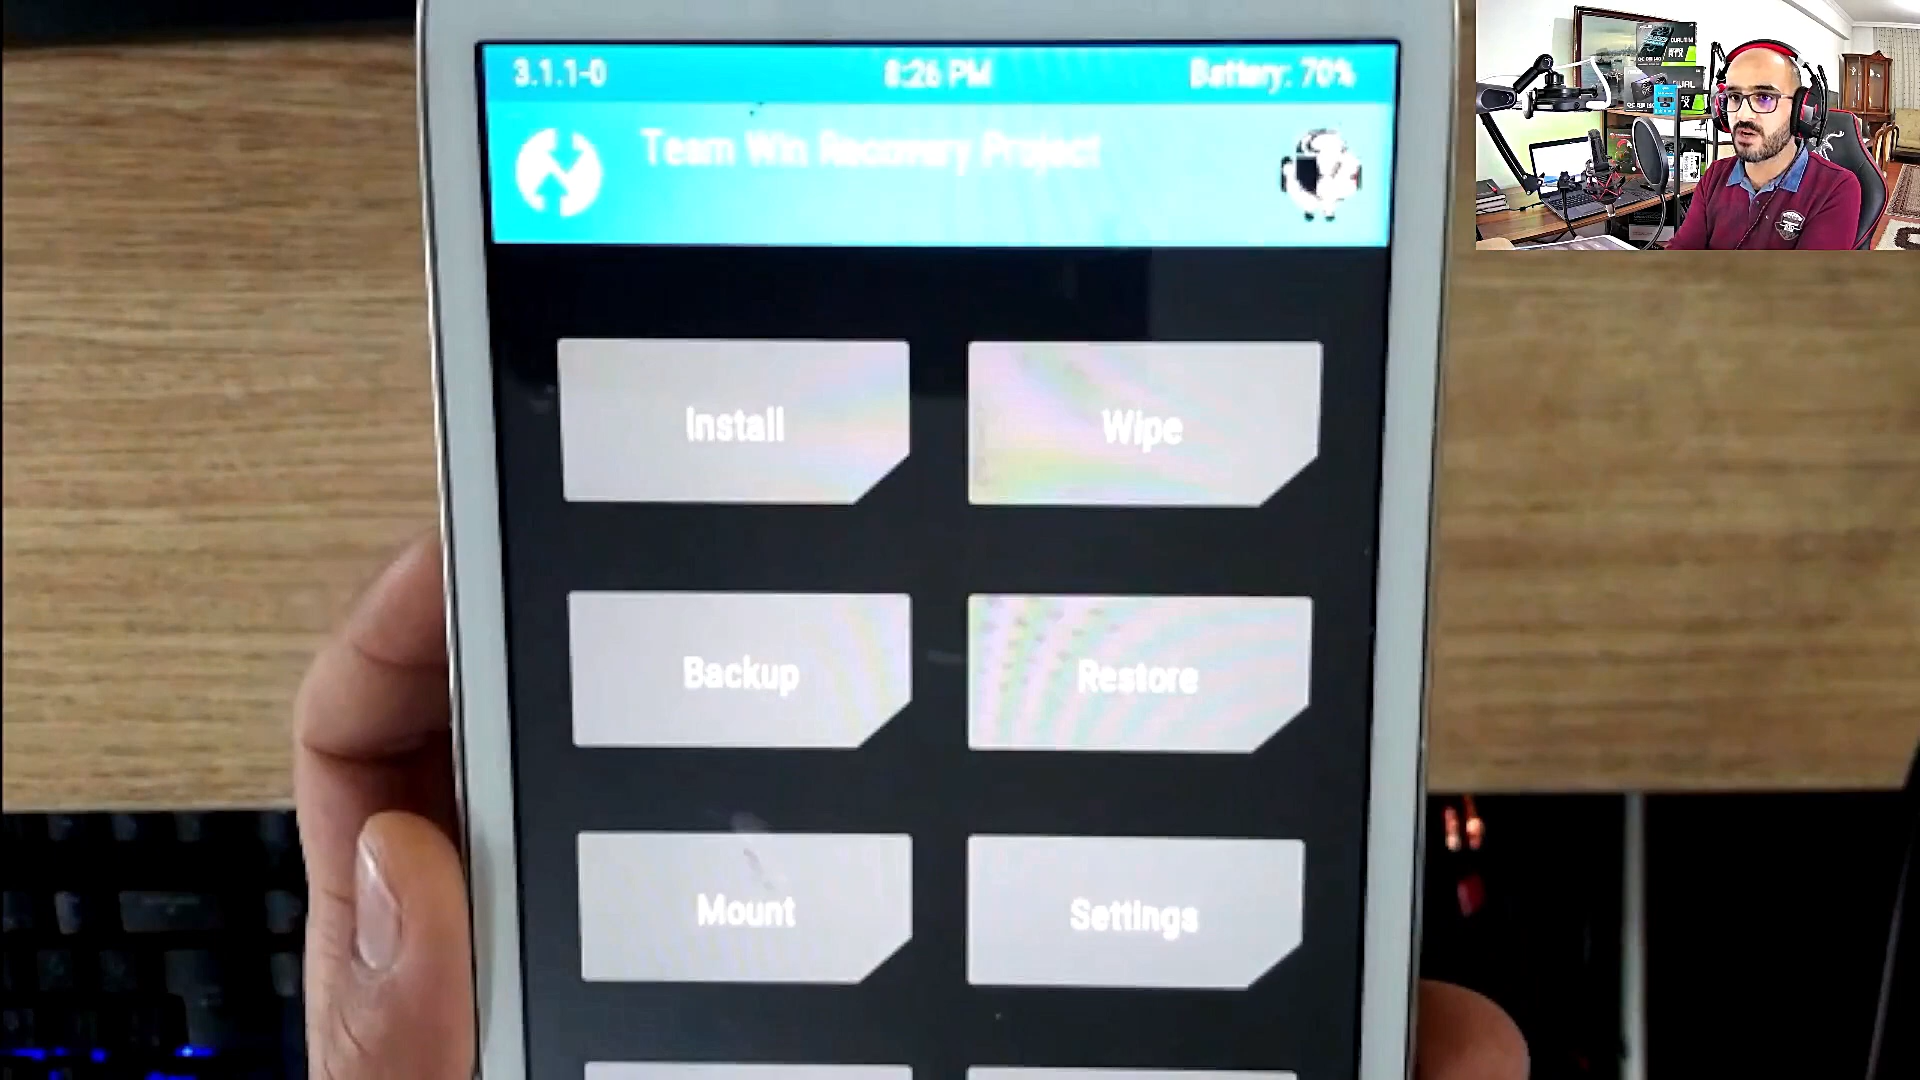 3.1.1-0 8:26 PM Battery: 70%
Team Win Recovery Project
Install Wipe
Backup Restore
Mount Settings
DUAL